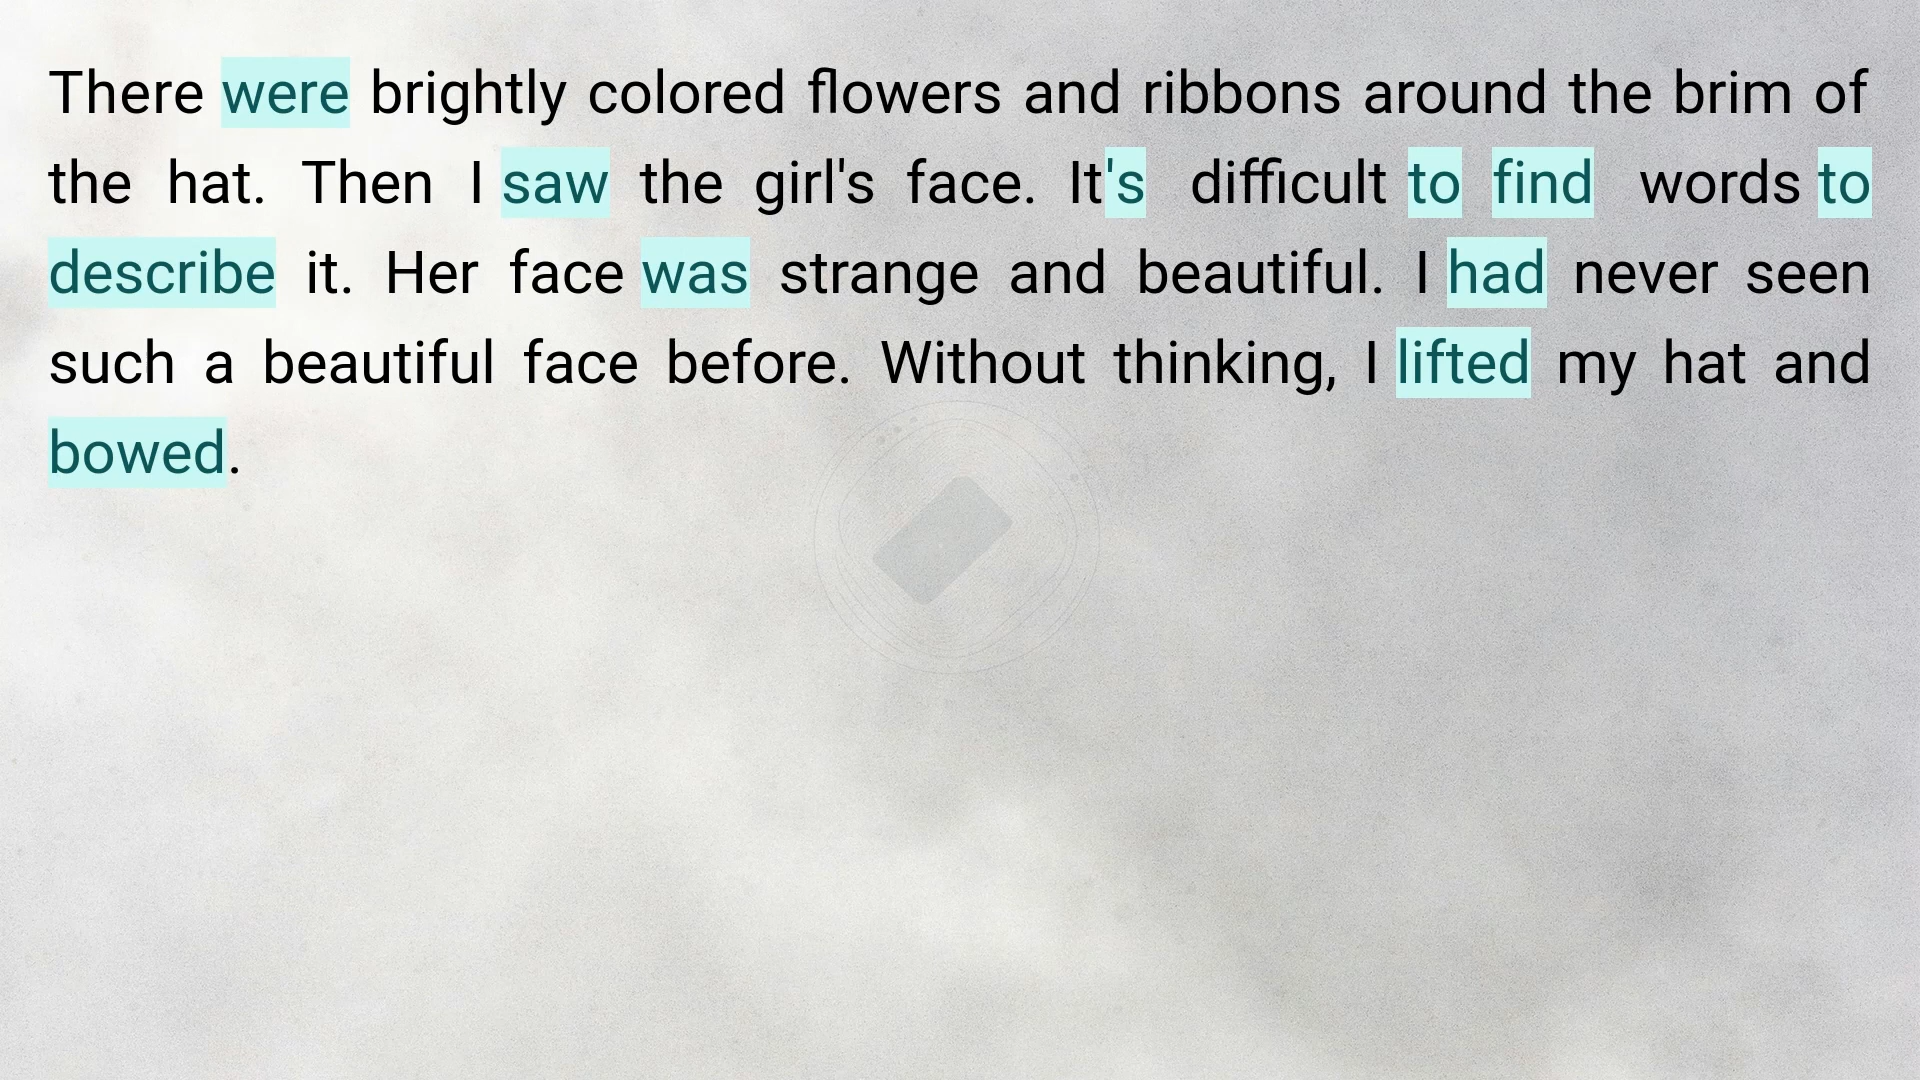 There were brightly colored flowers and ribbons around the brim of
the hat. Then I saw the girl's face. It's difficult to find words to
describe it. Her face was strange and beautiful. I had never seen
such a beautiful face before. Without thinking, I lifted my hat and
bowed.